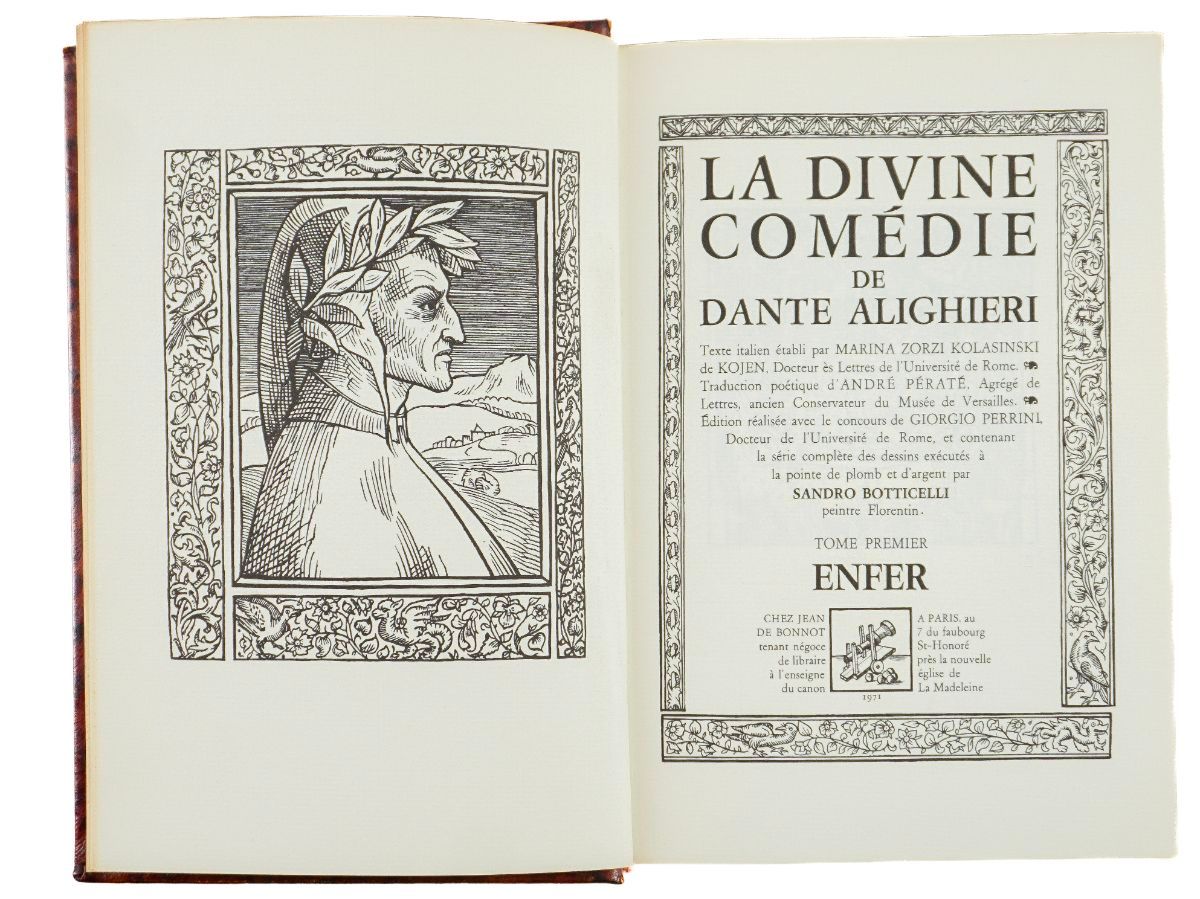 LA DIVINE
COMÉDIE
DE
DANTE ALIGHIERI
Texte italien établi par MARINA ZORZI KOLASINSKI
de KOJEN, Docteur ès Lettres de l'Université de Rome.
Traduction poétique d'ANDRÉ PÉRATÉ, Agrégé de
Lettres, ancien Conservateur du Musée de Versailles.
Édition réalisée avec le concours de GIORGIO PERRINI,
Docteur de l'Université de Rome, et contenant
la série complète des dessins exécutés à
la pointe de plomb et d'argent par
SANDRO BOTTICELLI
peintre Florentin.
TOME PREMIER
ENFER
CHEZ JEAN
DE BONNOT
tenant négoce
de libraire
à l'enseigne
du canon
1971
A PARIS. au
7 du faubourg
St-Honoré
près la nouvelle
église de
La Madeleine